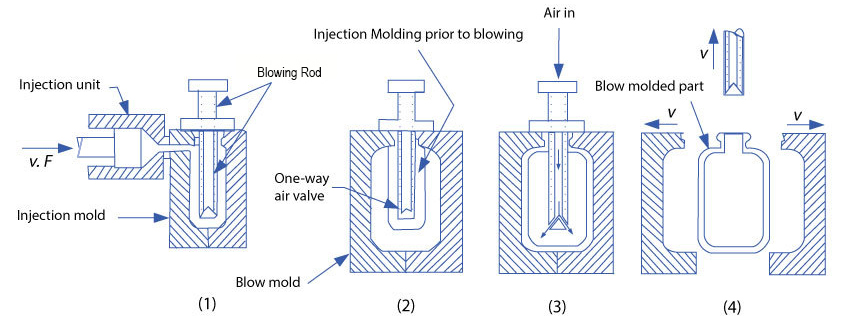 Injection unit
v. F
Injection mold
Blowing Rod
(1)
Injection Molding prior to blowing
One-way
air valve
Blow mold
(2)
Air in
(3)
v
Blow molded part
v
v
(4)